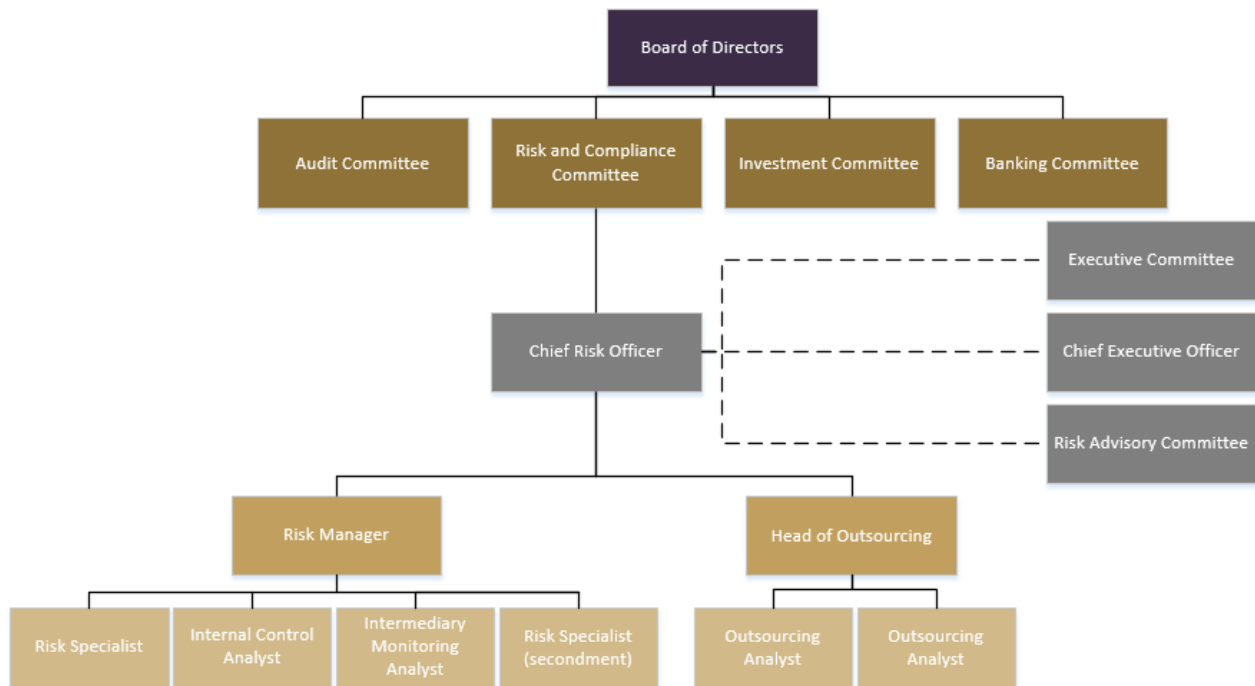 Board of Directors
Audit Committee
Risk and Compliance
Committee
Investment Committee
Banking Committee
Executive Committee
Chief Risk Officer
Chief Executive Officer
Risk Advisory Committee
Risk Manager
Head of Outsourcing
Risk Specialist
Internal Control
Analyst
Intermediary
Monitoring
Analyst
Risk Specialist
(secondment)
Outsourcing
Analyst
Outsourcing
Analyst